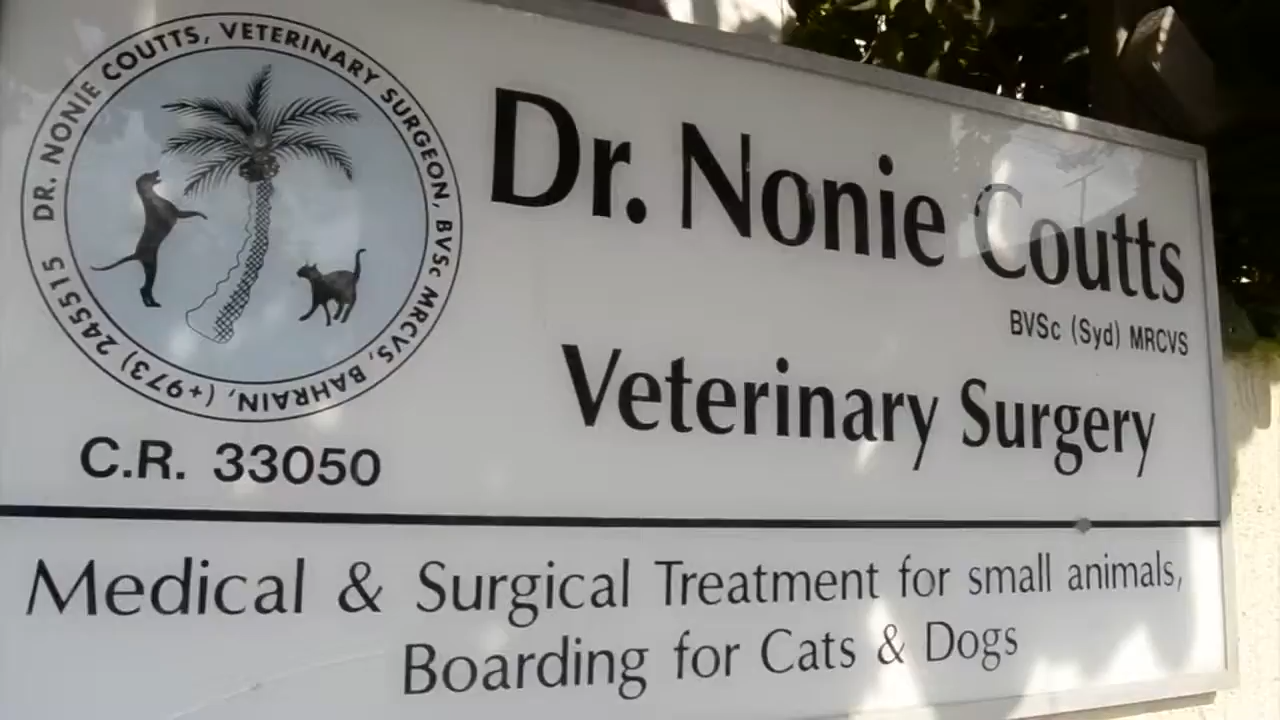 DR. NONIE COUTTS, VETERINARY SURGEON, BVSc MRCVS, BAHRAIN, (+973) 245515
C.R. 33050
Dr. Nonie Coutts
BVSc (Syd) MRCVS
Veterinary Surgery
Medical & Surgical Treatment for small animals,
Boarding for Cats & Dogs